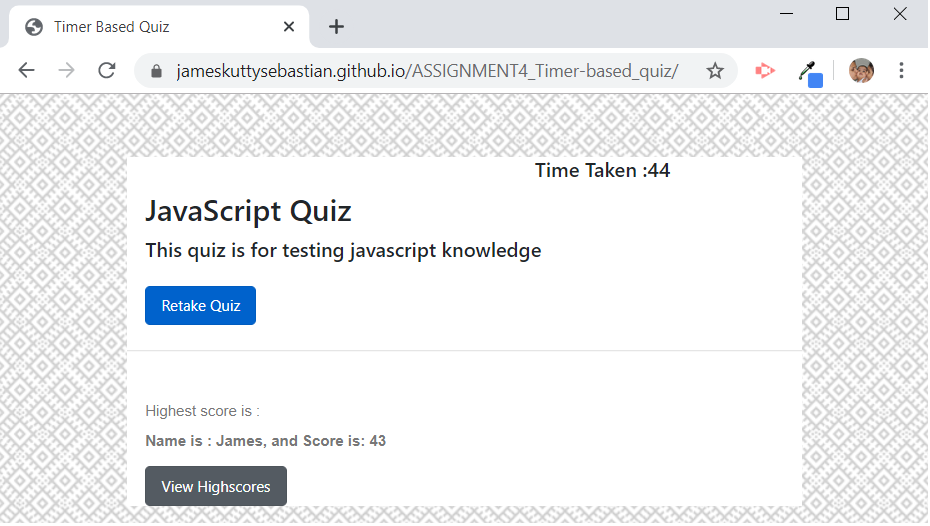 Timer Based Quiz
jameskuttysebastian.github.io/ASSIGNMENT4_Timer-based_quiz/
Time Taken :44
JavaScript Quiz
This quiz is for testing javascript knowledge
Retake Quiz
Highest score is :
Name is : James, and Score is: 43
View Highscores